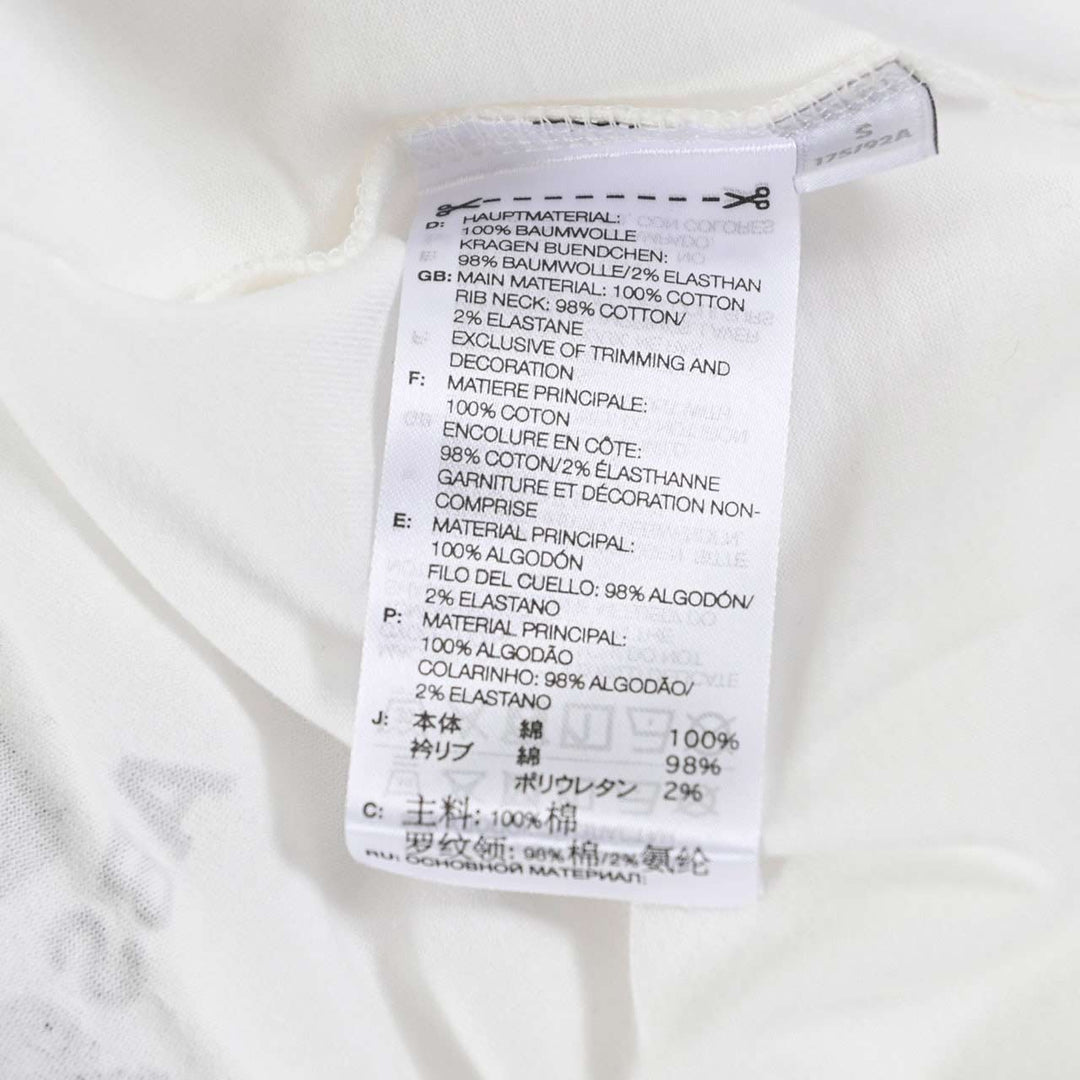 S
175/92A
D: HAUPTMATERIAL:
100% BAUMWOLLE
KRAGEN BUENDCHEN:
98% BAUMWOLLE/2% ELASTHAN
GB: MAIN MATERIAL: 100% COTTON
RIB NECK: 98% COTTON/
2% ELASTANE
EXCLUSIVE OF TRIMMING AND
DECORATION
F: MATIERE PRINCIPALE:
100% COTON
ENCOLURE EN CÔTE:
98% COTON/2% ÉLASTHANNE
GARNITURE ET DÉCORATION NON-
COMPRISE
E: MATERIAL PRINCIPAL:
100% ALGODÓN
FILO DEL CUELLO: 98% ALGODÓN/
2% ELASTANO
P: MATERIAL PRINCIPAL:
100% ALGODÃO
COLARINHO: 98% ALGODÃO/
2% ELASTANO
J: 本体 綿 100%
衿リブ 綿 98%
ポリウレタン 2%
C: 主料: 100%棉
罗纹领: 98%棉/2%氨纶
RU: ОСНОВНОЙ МАТЕРИАЛ: